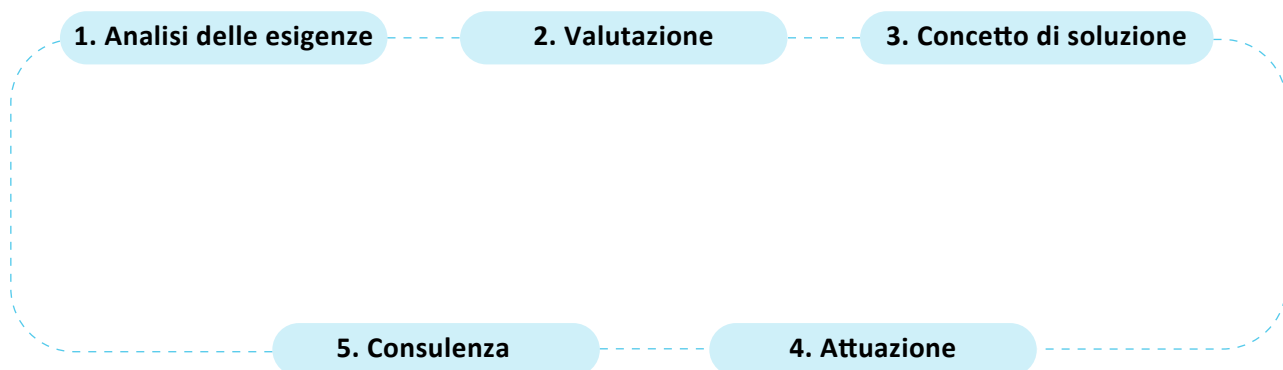 1. Analisi delle esigenze
2. Valutazione
3. Concetto di soluzione
4. Attuazione
5. Consulenza